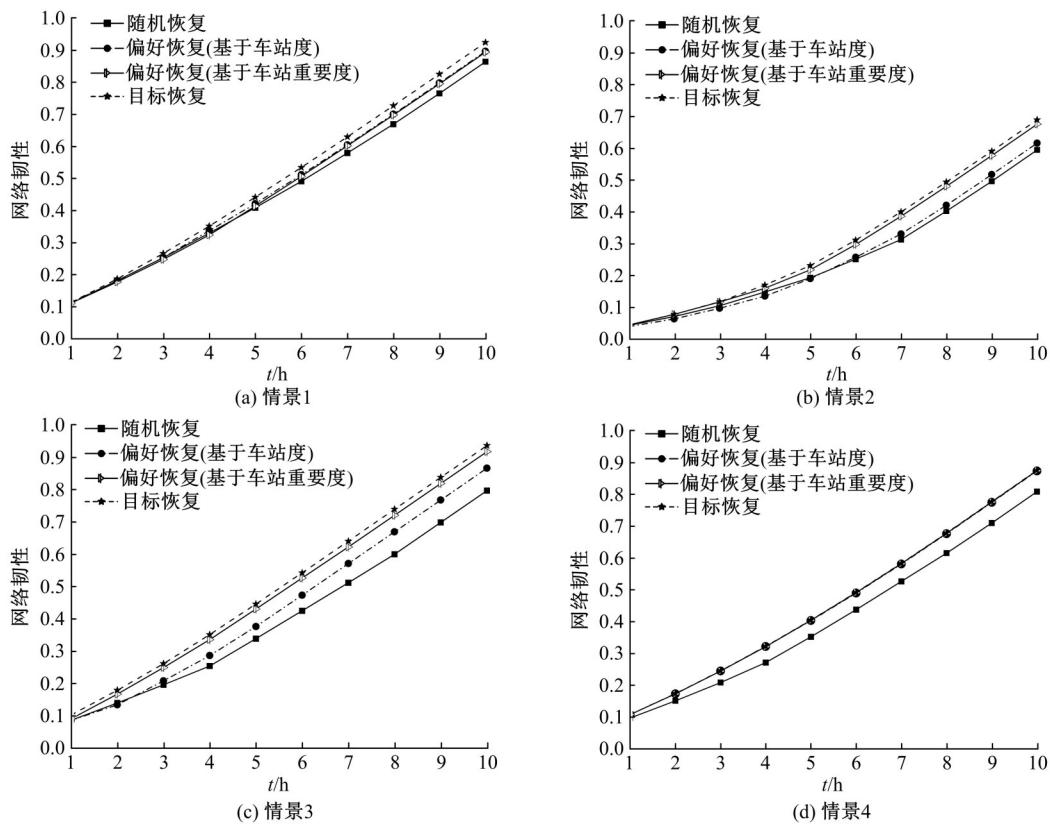 随机恢复
偏好恢复(基于车站度)
偏好恢复(基于车站重要度)
目标恢复
网络韧性
1.0
0.9
0.8
0.7
0.6
0.5
0.4
0.3
0.2
0.1
0.0
1 2 3 4 5 6 7 8 9 10
t/h
(a) 情景1
随机恢复
偏好恢复(基于车站度)
偏好恢复(基于车站重要度)
目标恢复
网络韧性
1.0
0.9
0.8
0.7
0.6
0.5
0.4
0.3
0.2
0.1
0.0
1 2 3 4 5 6 7 8 9 10
t/h
(b) 情景2
随机恢复
偏好恢复(基于车站度)
偏好恢复(基于车站重要度)
目标恢复
网络韧性
1.0
0.9
0.8
0.7
0.6
0.5
0.4
0.3
0.2
0.1
0.0
1 2 3 4 5 6 7 8 9 10
t/h
(c) 情景3
随机恢复
偏好恢复(基于车站度)
偏好恢复(基于车站重要度)
目标恢复
网络韧性
1.0
0.9
0.8
0.7
0.6
0.5
0.4
0.3
0.2
0.1
0.0
1 2 3 4 5 6 7 8 9 10
t/h
(d) 情景4